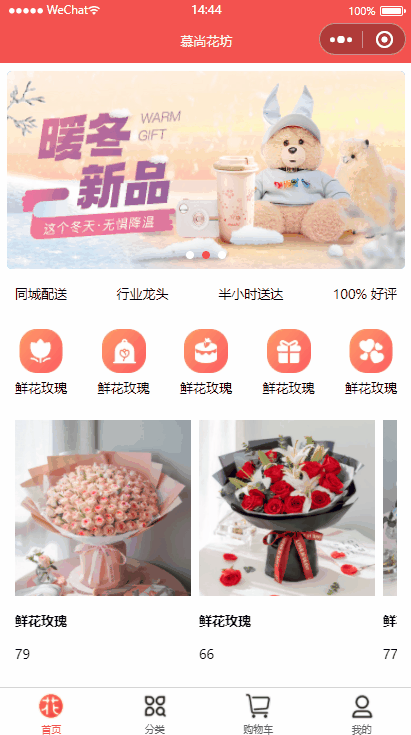 WeChat 14:44 100%
慕尚花坊
暖冬
新品
WARM
GIFT
这个冬天·无惧降温
同城配送 行业龙头 半小时送达 100% 好评
鲜花玫瑰 鲜花玫瑰 鲜花玫瑰 鲜花玫瑰 鲜花玫瑰
鲜花玫瑰 鲜花玫瑰
79 66 77
花
首页 分类 购物车 我的